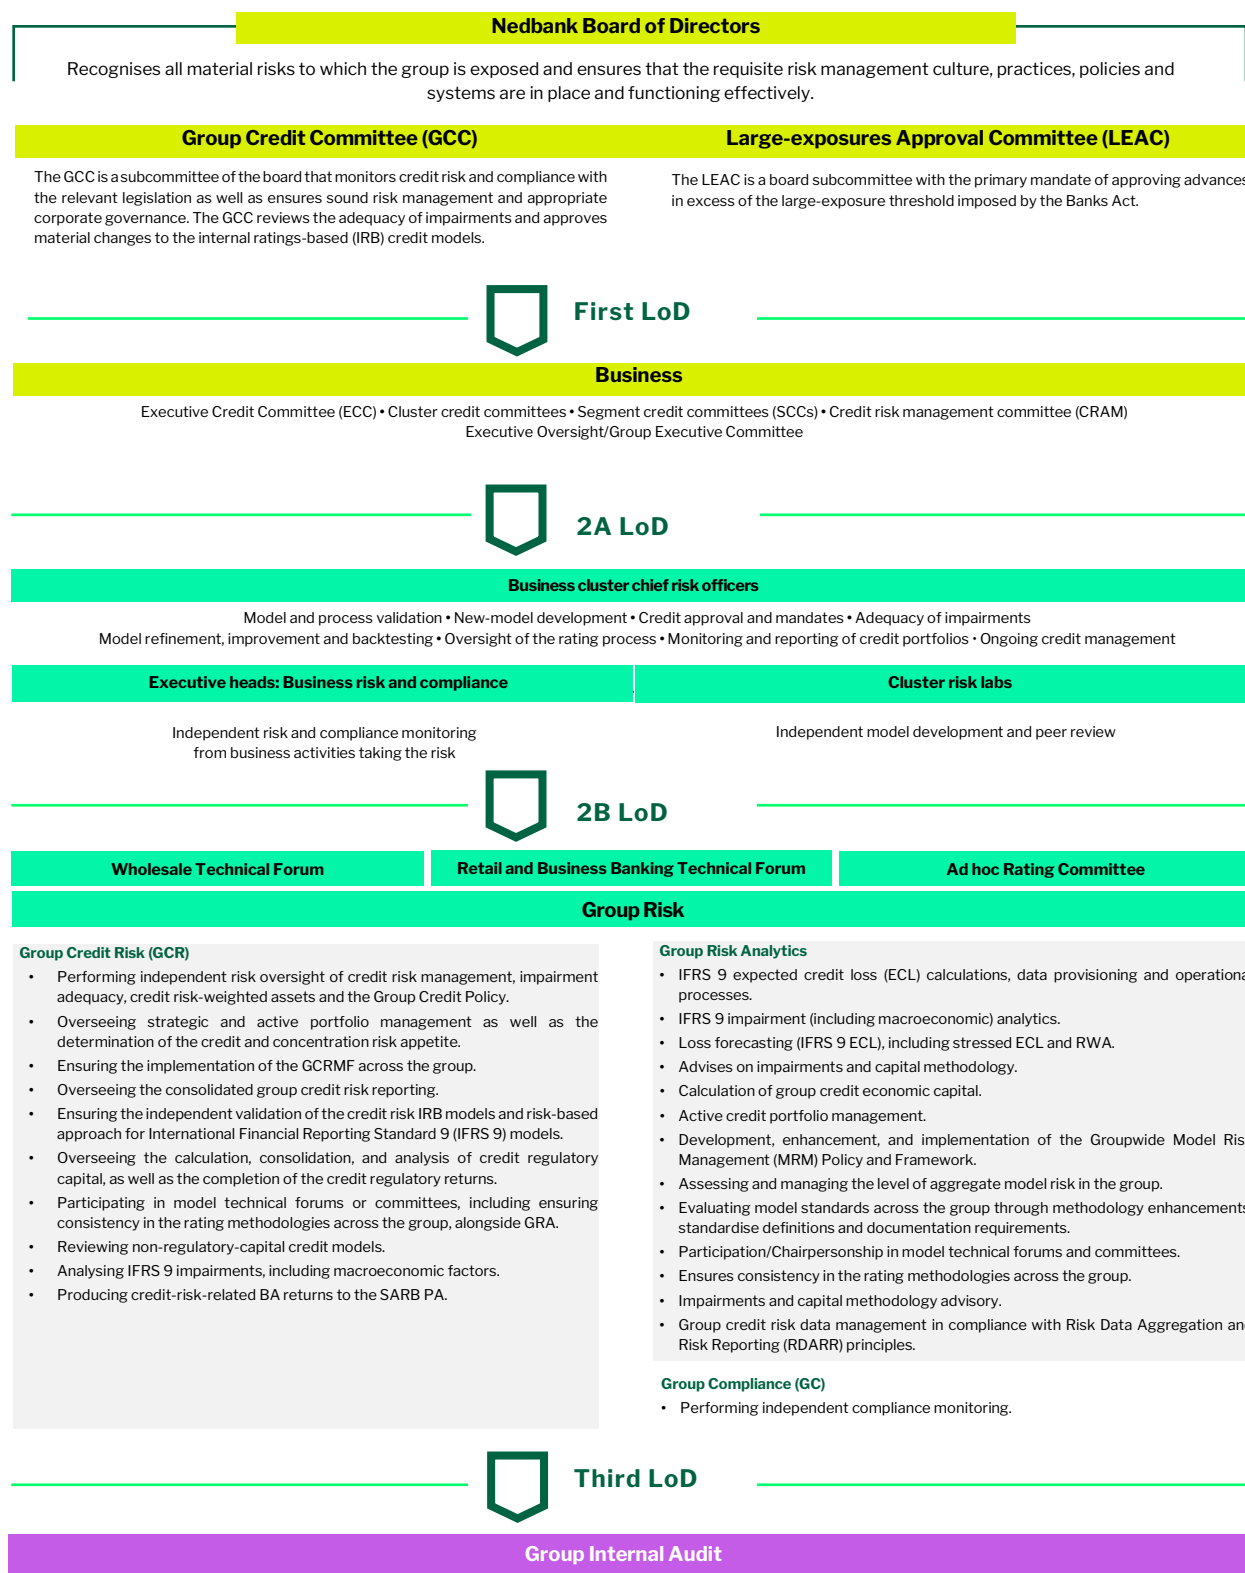 Nedbank Board of Directors
Recognises all material risks to which the group is exposed and ensures that the requisite risk management culture, practices, policies and
systems are in place and functioning effectively.
Group Credit Committee (GCC)
The GCC is a subcommittee of the board that monitors credit risk and compliance with
the relevant legislation as well as ensures sound risk management and appropriate
corporate governance. The GCC reviews the adequacy of impairments and approves
material changes to the internal ratings-based (IRB) credit models.
Large-exposures Approval Committee (LEAC)
The LEAC is a board subcommittee with the primary mandate of approving advances
in excess of the large-exposure threshold imposed by the Banks Act.
First LoD
Business
Executive Credit Committee (ECC) • Cluster credit committees • Segment credit committees (SCCs) • Credit risk management committee (CRAM)
Executive Oversight/Group Executive Committee
2A LoD
Business cluster chief risk officers
Model and process validation • New-model development • Credit approval and mandates • Adequacy of impairments
Model refinement, improvement and backtesting • Oversight of the rating process • Monitoring and reporting of credit portfolios • Ongoing credit management
Executive heads: Business risk and compliance
Independent risk and compliance monitoring
from business activities taking the risk
Cluster risk labs
Independent model development and peer review
2B LoD
Wholesale Technical Forum
Retail and Business Banking Technical Forum
Ad hoc Rating Committee
Group Risk
Group Credit Risk (GCR)
• Performing independent risk oversight of credit risk management, impairment
adequacy, credit risk-weighted assets and the Group Credit Policy.
• Overseeing strategic and active portfolio management as well as the
determination of the credit and concentration risk appetite.
• Ensuring the implementation of the GCRMF across the group.
• Overseeing the consolidated group credit risk reporting.
• Ensuring the independent validation of the credit risk IRB models and risk-based
approach for International Financial Reporting Standard 9 (IFRS 9) models.
• Overseeing the calculation, consolidation, and analysis of credit regulatory
capital, as well as the completion of the credit regulatory returns.
• Participating in model technical forums or committees, including ensuring
consistency in the rating methodologies across the group, alongside GRA.
• Reviewing non-regulatory-capital credit models.
• Analysing IFRS 9 impairments, including macroeconomic factors.
• Producing credit-risk-related BA returns to the SARB PA.
Group Risk Analytics
• IFRS 9 expected credit loss (ECL) calculations, data provisioning and operationa
processes.
• IFRS 9 impairment (including macroeconomic) analytics.
• Loss forecasting (IFRS 9 ECL), including stressed ECL and RWA.
• Advises on impairments and capital methodology.
• Calculation of group credit economic capital.
• Active credit portfolio management.
• Development, enhancement, and implementation of the Groupwide Model Ris
Management (MRM) Policy and Framework.
• Assessing and managing the level of aggregate model risk in the group.
• Evaluating model standards across the group through methodology enhancements
standardise definitions and documentation requirements.
• Participation/Chairpersonship in model technical forums and committees.
• Ensures consistency in the rating methodologies across the group.
• Impairments and capital methodology advisory.
• Group credit risk data management in compliance with Risk Data Aggregation an
Risk Reporting (RDARR) principles.
Group Compliance (GC)
• Performing independent compliance monitoring.
Third LoD
Group Internal Audit